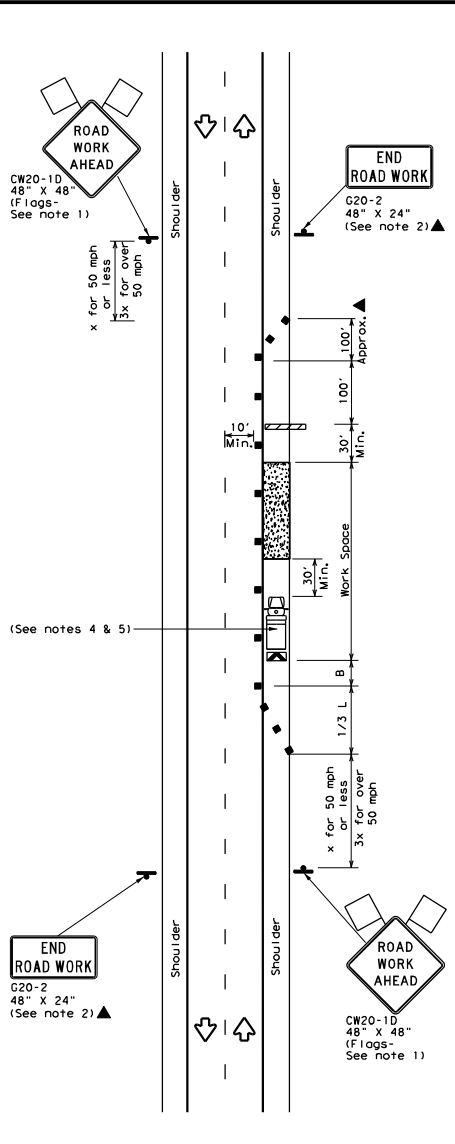 ROAD
WORK
AHEAD
CW20-1D
48" X 48"
(Flags-
See note 1)
x for 50 mph
or less
3x for over
50 mph
Shoulder
Shoulder
END
ROAD WORK
G20-2
48" X 24"
(See note 2)▲
100'
Approx.▲
100'
10'
Min.
30'
Min.
Work Space
30'
Min.
(See notes 4 & 5)
B
1/3 L
x for 50 mph
or less
3x for over
50 mph
END
ROAD WORK
G20-2
48" X 24"
(See note 2)▲
Shoulder
Shoulder
ROAD
WORK
AHEAD
CW20-1D
48" X 48"
(Flags-
See note 1)